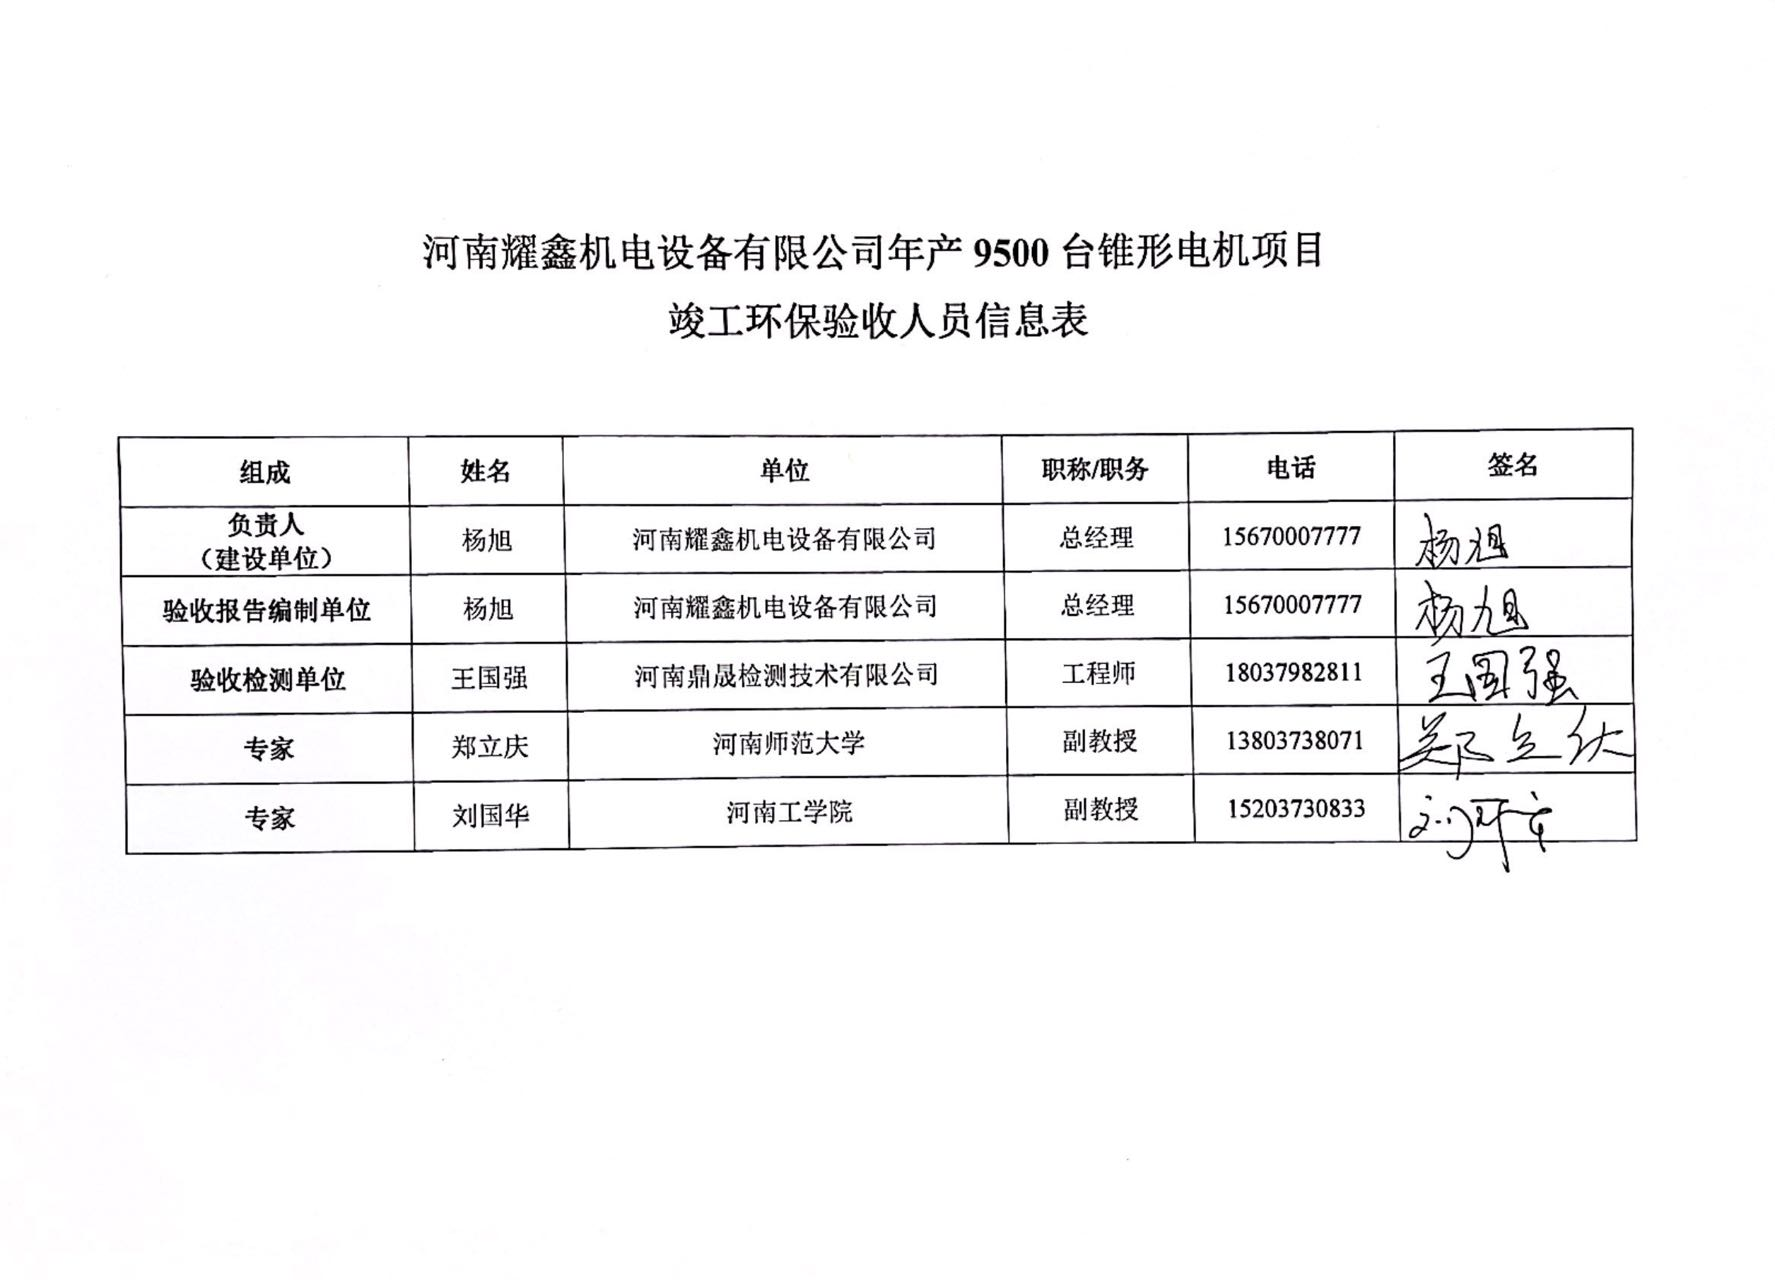 河南耀鑫机电设备有限公司年产 9500 台锥形电机项目
竣工环保验收人员信息表
组成 姓名 单位 职称/职务 电话 签名
负责人
（建设单位） 杨旭 河南耀鑫机电设备有限公司 总经理 15670007777 杨旭
验收报告编制单位 杨旭 河南耀鑫机电设备有限公司 总经理 15670007777 杨旭
验收检测单位 王国强 河南鼎晟检测技术有限公司 工程师 18037982811 王国强
专家 郑立庆 河南师范大学 副教授 13803738071 郑立庆
专家 刘国华 河南工学院 副教授 15203730833